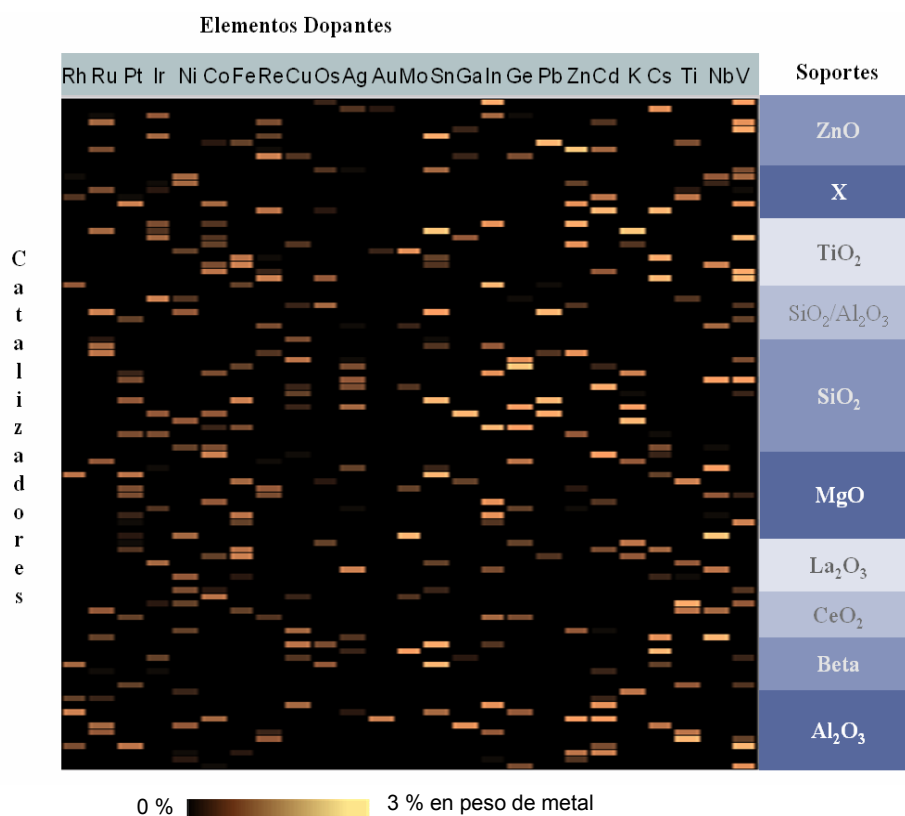 Elementos Dopantes
Rh Ru Pt Ir Ni Co Fe Re Cu Os Ag Au Mo Sn Ga In Ge Pb Zn Cd K Cs Ti Nb V
Soportes
ZnO
X
TiO₂
SiO₂/Al₂O₃
SiO₂
MgO
La₂O₃
CeO₂
Beta
Al₂O₃
Catalizadores
0 %
3 % en peso de metal